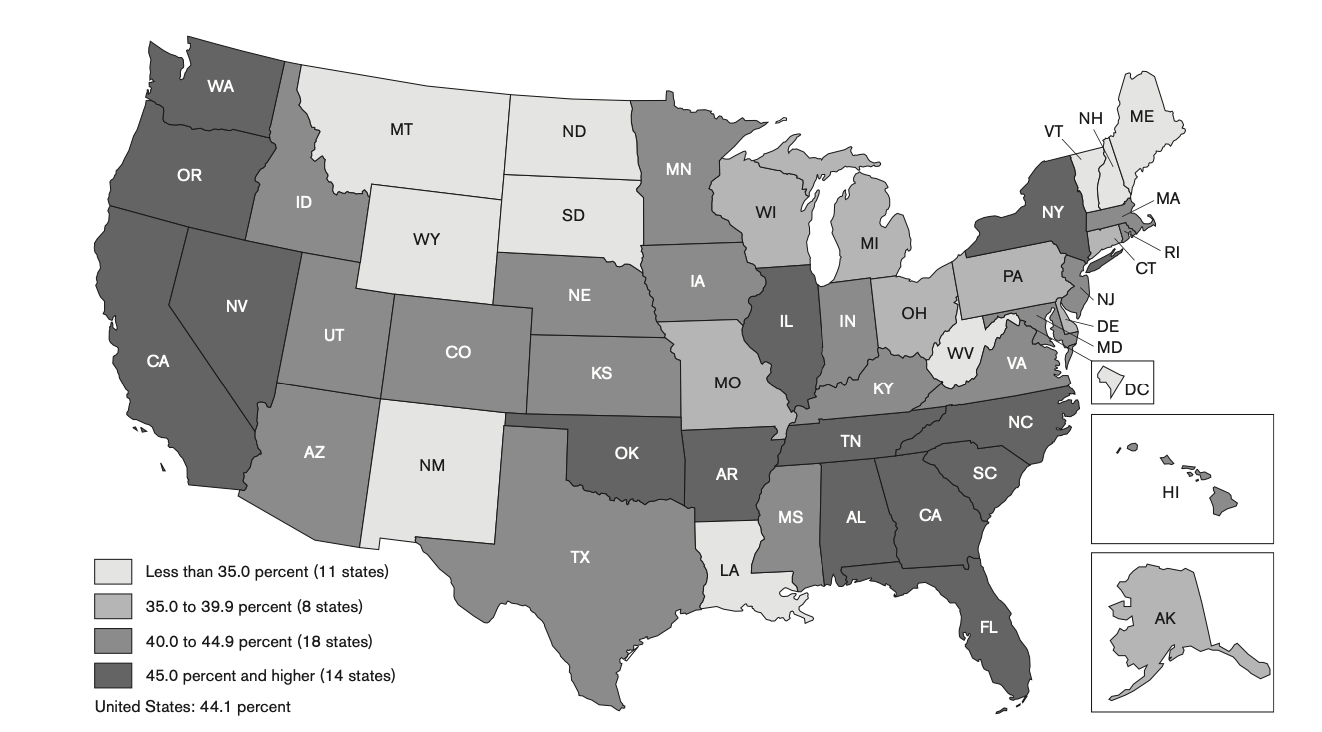 WA
MT
ND
MN
VT
NH
ME
OR
ID
SD
WI
MI
NY
MA
RI
CT
WY
NE
IA
PA
NJ
NV
UT
CO
IL
IN
OH
DE
MD
CA
KS
MO
KY
WV
VA
DC
AZ
NM
OK
AR
TN
NC
SC
HI
TX
LA
MS
AL
CA
FL
AK
Less than 35.0 percent (11 states)
35.0 to 39.9 percent (8 states)
40.0 to 44.9 percent (18 states)
45.0 percent and higher (14 states)
United States: 44.1 percent